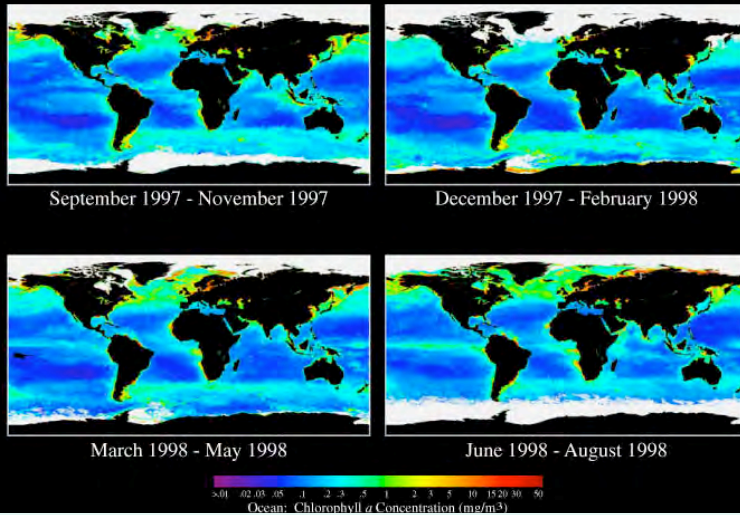 September 1997 - November 1997
December 1997 - February 1998
March 1998 - May 1998
June 1998 - August 1998
>.01 .02 .03 .05 .1 .2 .3 .5 1 2 3 5 10 15 20 30 50
Ocean: Chlorophyll a Concentration (mg/m³)